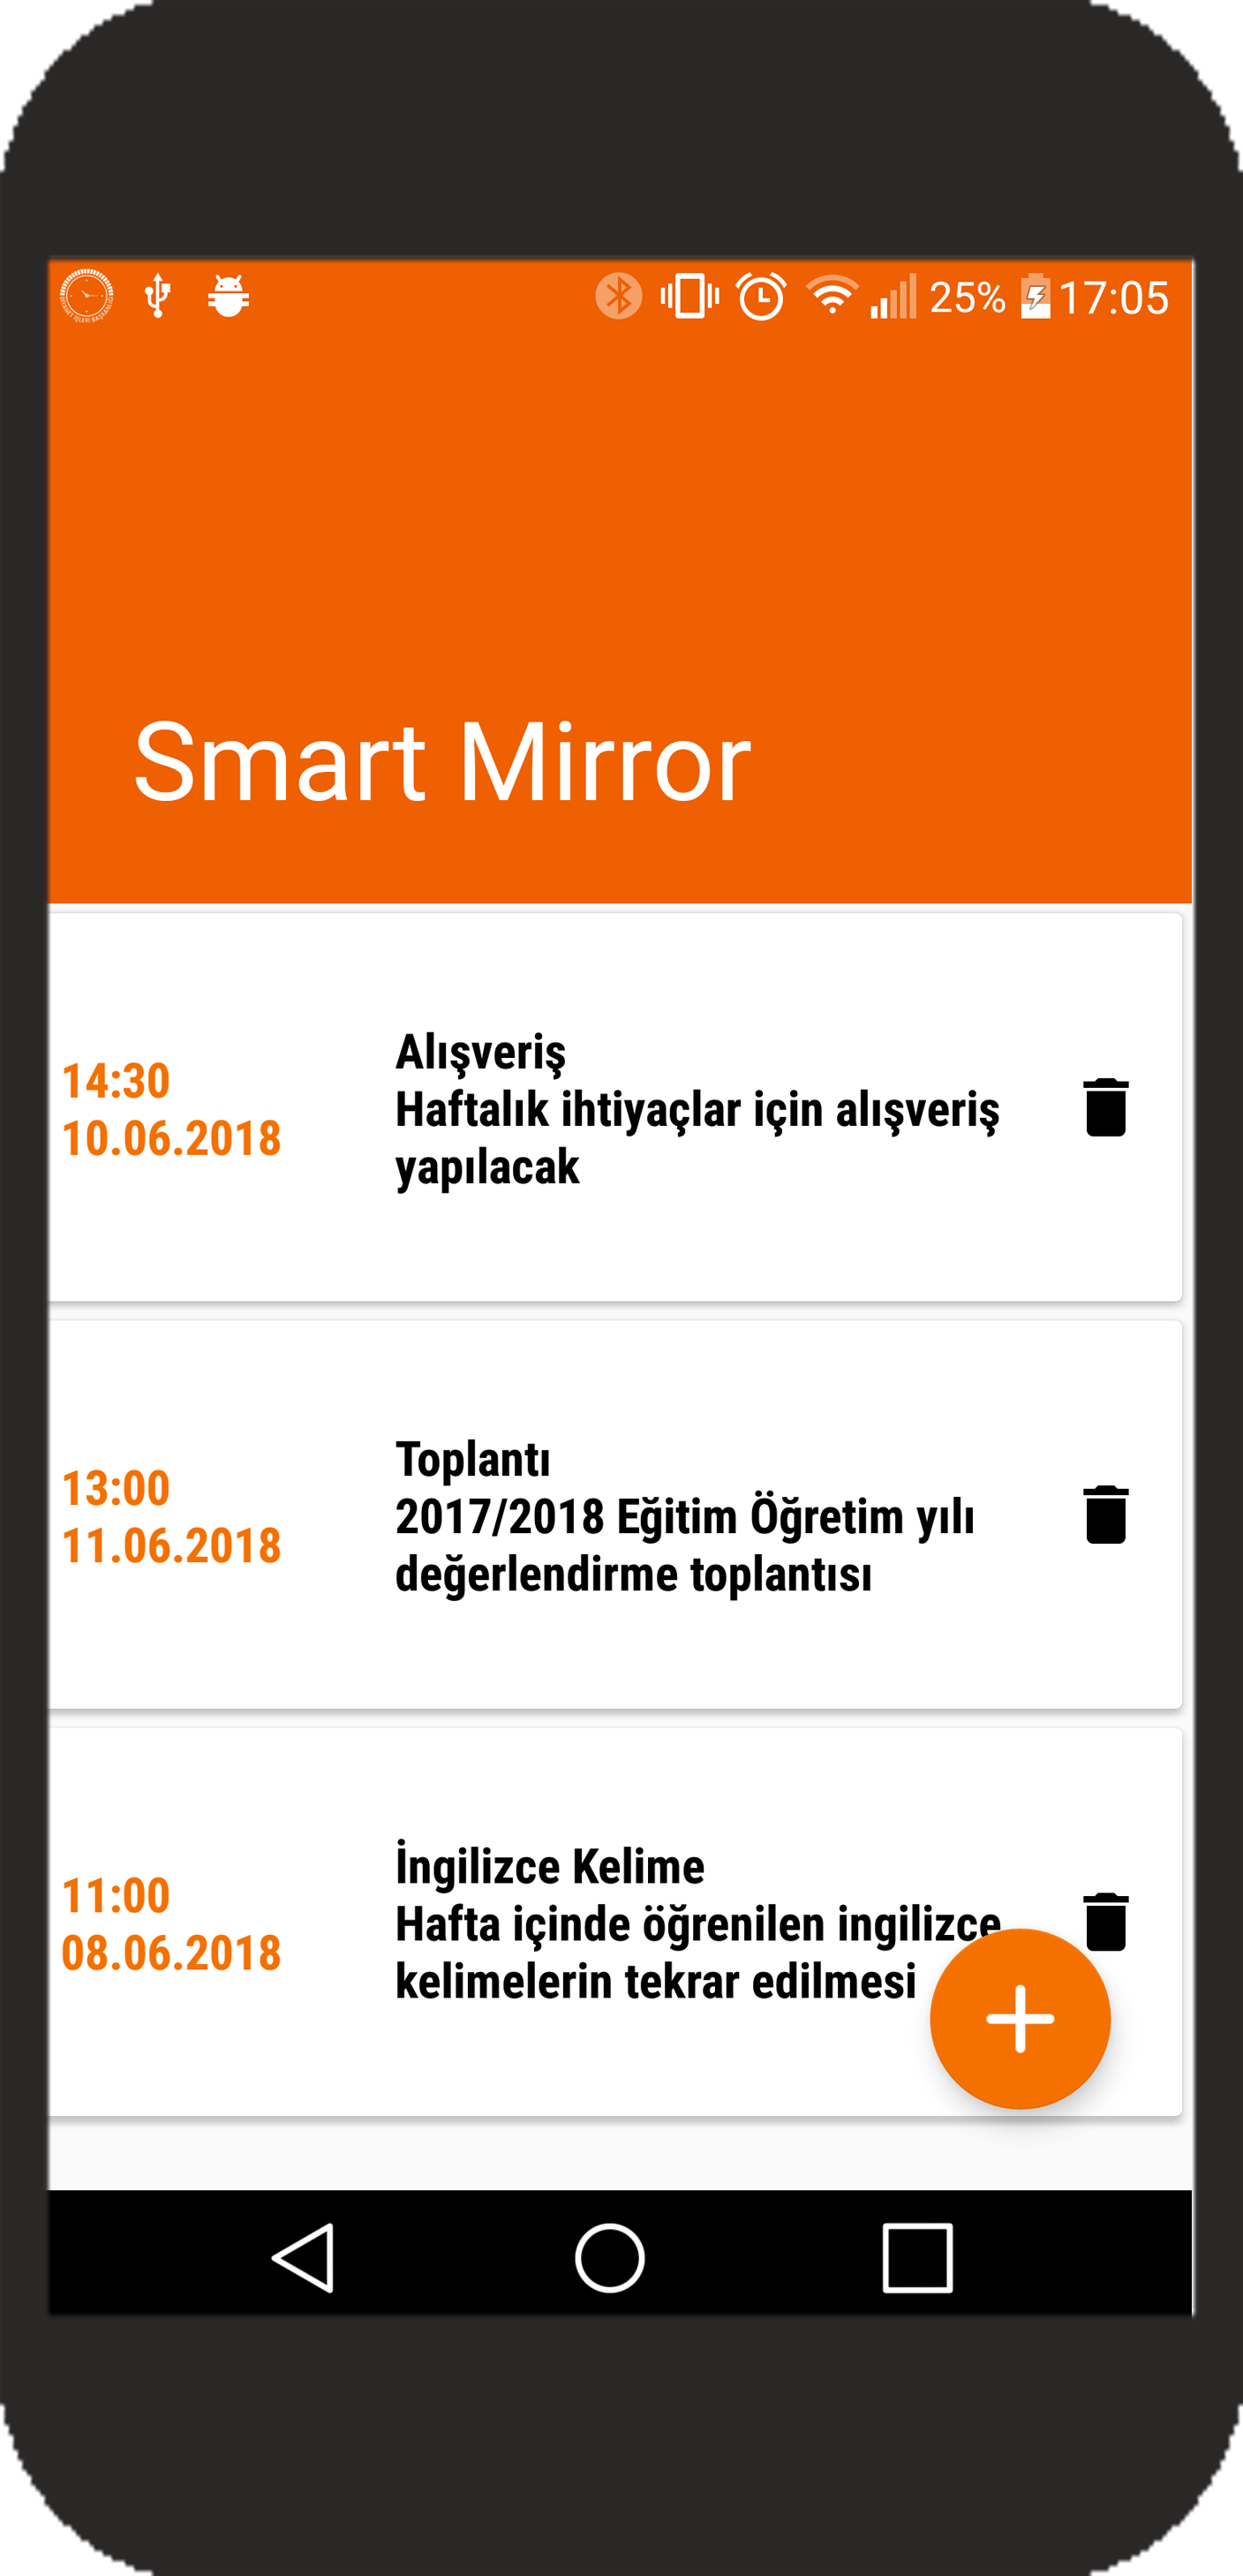 25% 17:05
Smart Mirror
14:30
10.06.2018
Alışveriş
Haftalık ihtiyaçlar için alışveriş
yapılacak
13:00
11.06.2018
Toplantı
2017/2018 Eğitim Öğretim yılı
değerlendirme toplantısı
11:00
08.06.2018
İngilizce Kelime
Hafta içinde öğrenilen ingilizce
kelimelerin tekrar edilmesi